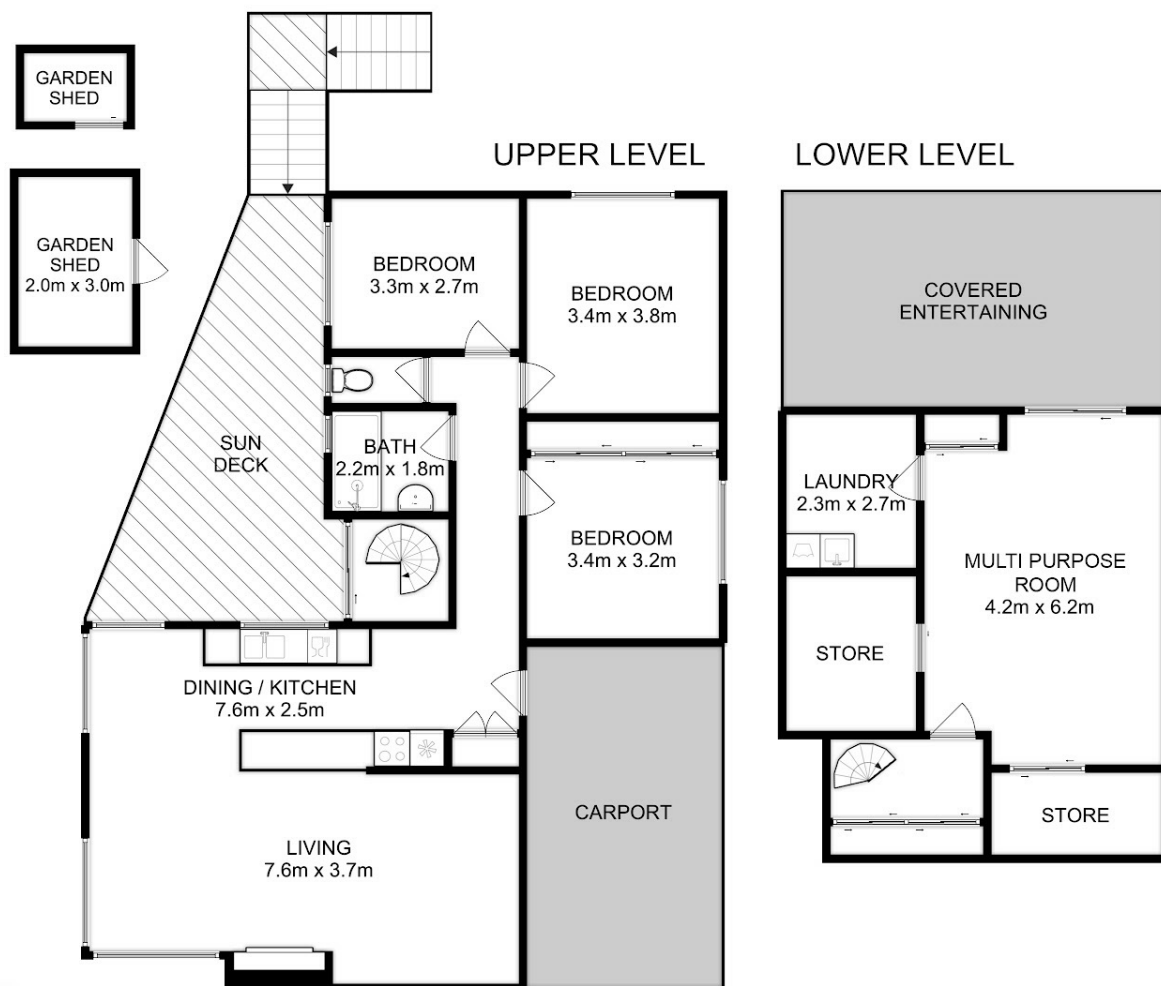 GARDEN
SHED
GARDEN
SHED
2.0m x 3.0m
UPPER LEVEL
BEDROOM
3.3m x 2.7m
BEDROOM
3.4m x 3.8m
SUN
DECK
BATH
2.2m x 1.8m
BEDROOM
3.4m x 3.2m
DINING / KITCHEN
7.6m x 2.5m
LIVING
7.6m x 3.7m
CARPORT
LOWER LEVEL
COVERED
ENTERTAINING
LAUNDRY
2.3m x 2.7m
MULTI PURPOSE
ROOM
4.2m x 6.2m
STORE
STORE